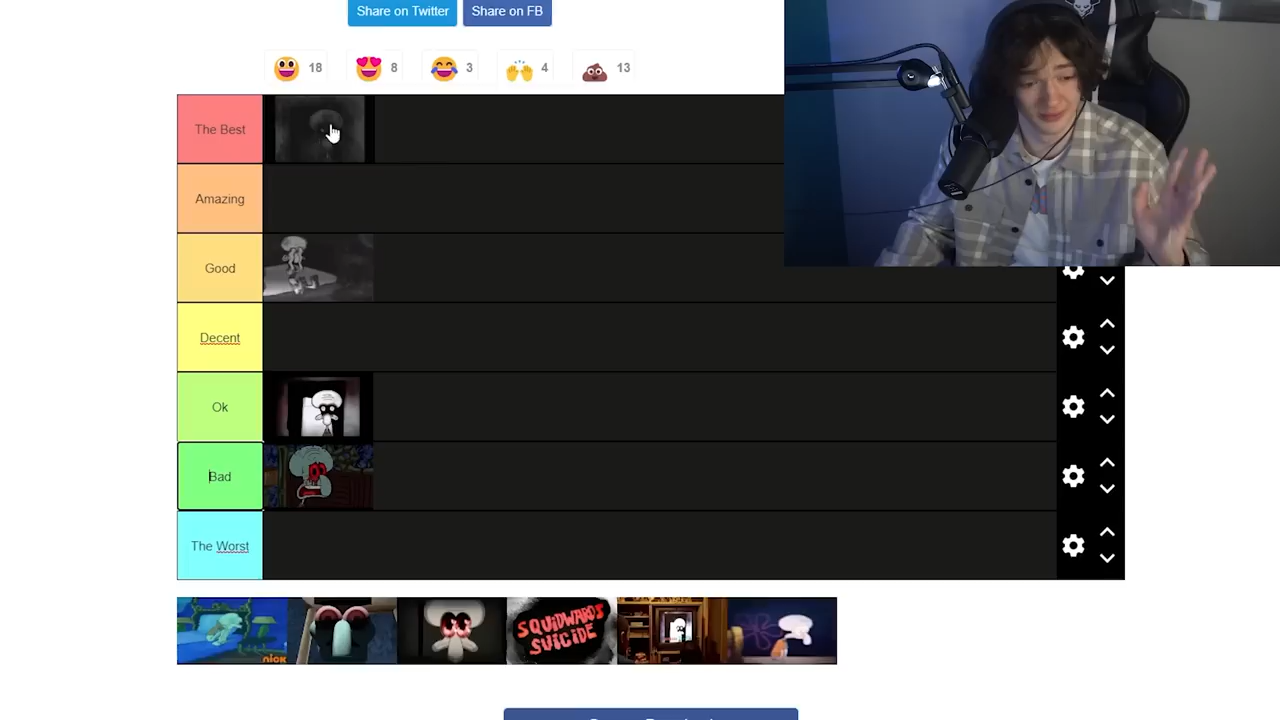 Share on Twitter Share on FB
18 8 3 4 13
The Best
Amazing
Good
Decent
Ok
Bad
The Worst
nick
SQUIDWARDS
SUICIDE